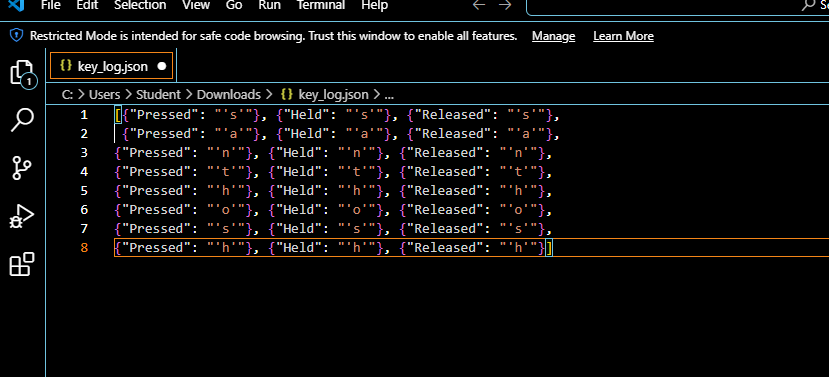 File Edit Selection View Go Run Terminal Help
Restricted Mode is intended for safe code browsing. Trust this window to enable all features. Manage Learn More
{} key_log.json
1
C: > Users > Student > Downloads > {} key_log.json > ...
1 [{"Pressed": "'s'"}, {"Held": "'s'"}, {"Released": "'s'"},
2 {"Pressed": "'a'"}, {"Held": "'a'"}, {"Released": "'a'"},
3 {"Pressed": "'n'"}, {"Held": "'n'"}, {"Released": "'n'"},
4 {"Pressed": "'t'"}, {"Held": "'t'"}, {"Released": "'t'"},
5 {"Pressed": "'h'"}, {"Held": "'h'"}, {"Released": "'h'"},
6 {"Pressed": "'o'"}, {"Held": "'o'"}, {"Released": "'o'"},
7 {"Pressed": "'s'"}, {"Held": "'s'"}, {"Released": "'s'"},
8 {"Pressed": "'h'"}, {"Held": "'h'"}, {"Released": "'h'"}]